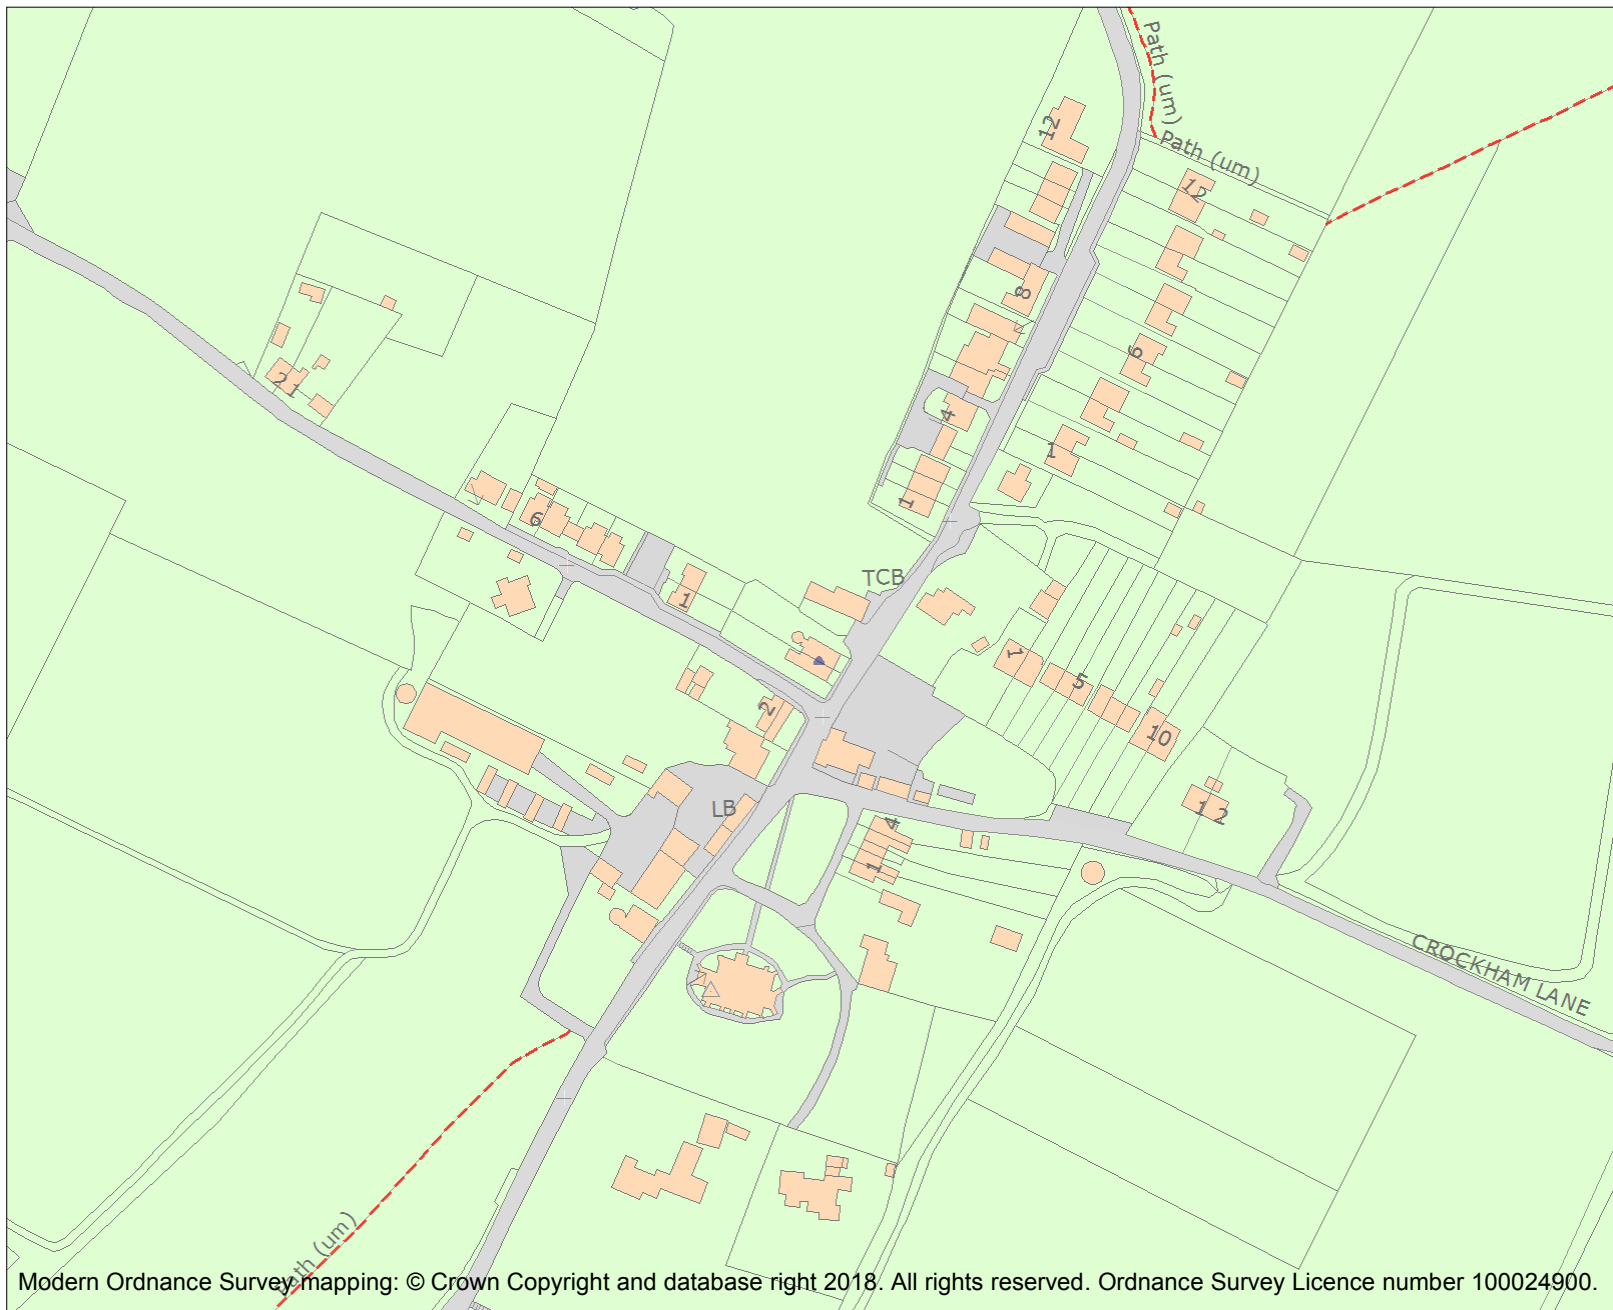 Path (um)
12
Path (um)
12
8
6
21
4
1
1
6
TCB
1
1
5
2
10
LB
4
12
1
CROCKHAM LANE
Path (um)
Modern Ordnance Survey mapping: © Crown Copyright and database right 2018. All rights reserved. Ordnance Survey Licence number 100024900.